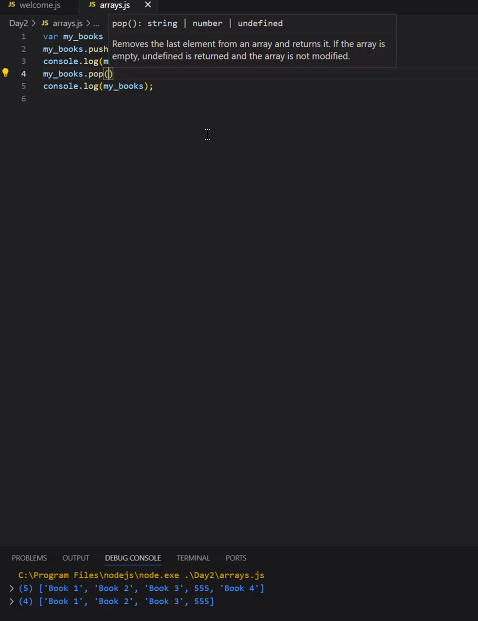 JS welcome.js JS arrays.js ×
Day2 > JS arrays.js > ...
pop(): string | number | undefined
Removes the last element from an array and returns it. If the array is
empty, undefined is returned and the array is not modified.
1 var my_books
2 my_books.push
3 console.log(m
4 my_books.pop()
5 console.log(my_books);
6
PROBLEMS OUTPUT DEBUG CONSOLE TERMINAL PORTS
C:\Program Files\nodejs\node.exe .\Day2\arrays.js
> (5) ['Book 1', 'Book 2', 'Book 3', 555, 'Book 4']
> (4) ['Book 1', 'Book 2', 'Book 3', 555]